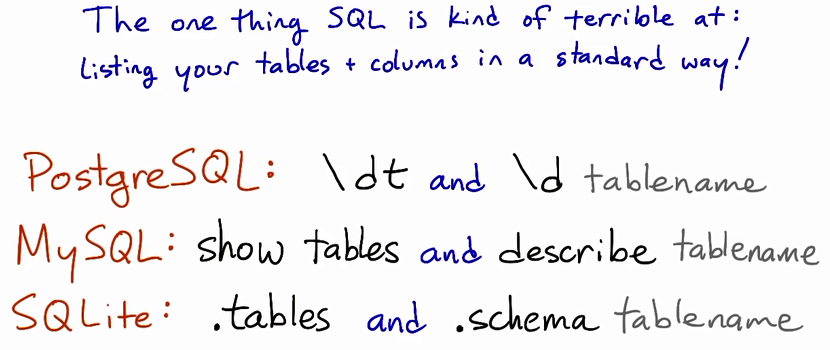 The one thing SQL is kind of terrible at:
Listing your tables + columns in a standard way!
PostgreSQL: \dt and \d tablename
MySQL: show tables and describe tablename
SQLite: .tables and .schema tablename